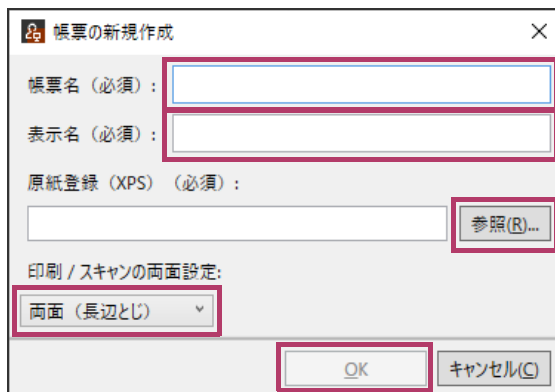 帳票の新規作成
帳票名（必須）:
表示名（必須）:
原紙登録（XPS）（必須）:
参照(R)...
印刷 / スキャンの両面設定:
両面（長辺とじ）
OK
キャンセル(C)